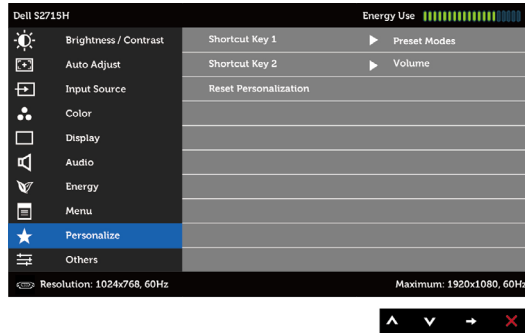 Dell S2715H Energy Use
Brightness / Contrast Shortcut Key 1 Preset Modes
Auto Adjust Shortcut Key 2 Volume
Input Source Reset Personalization
Color
Display
Audio
Energy
Menu
Personalize
Others
Resolution: 1024x768, 60Hz Maximum: 1920x1080, 60Hz